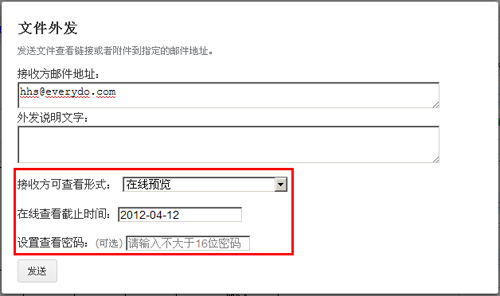 文件外发
发送文件查看链接或者附件到指定的邮件地址。
接收方邮件地址：
hhs@everydo.com
外发说明文字：
接收方可查看形式： 在线预览
在线查看截止时间： 2012-04-12
设置查看密码：(可选) 请输入不大于16位密码
发送